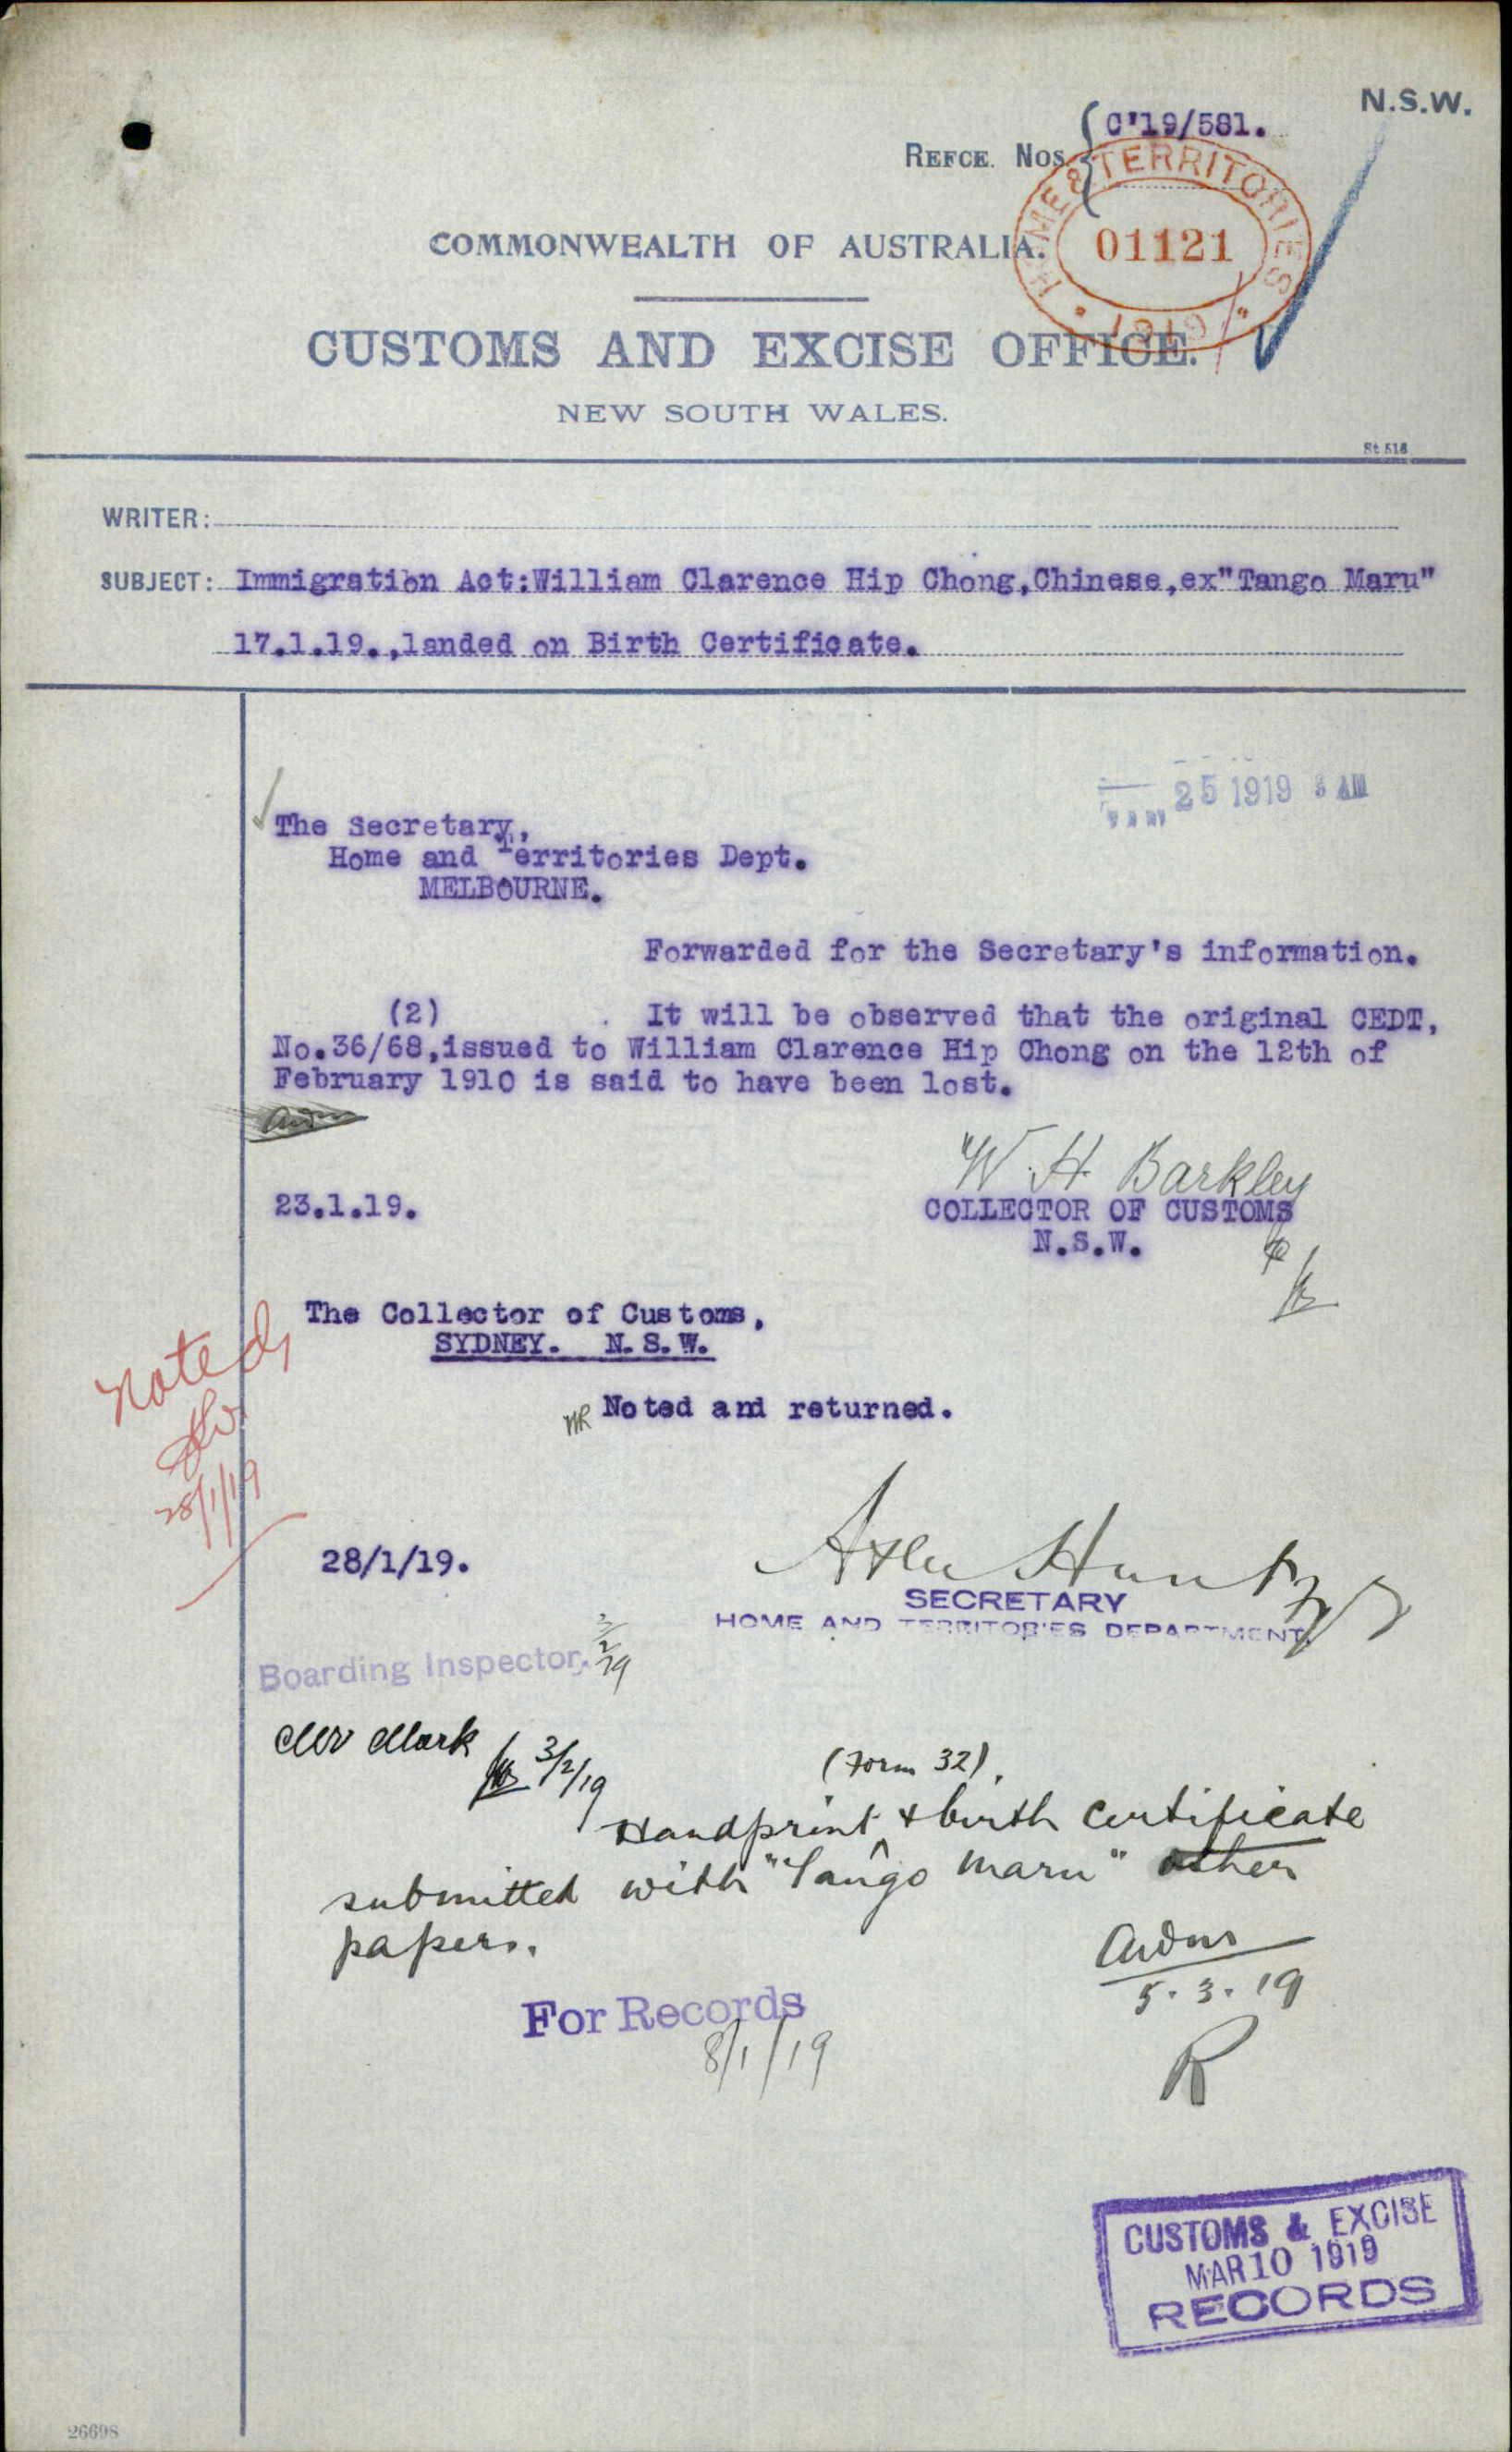 N.S.W.
REFCE. NOS. C'19/581.
HOME & TERRITORIES
01121
1919
COMMONWEALTH OF AUSTRALIA.
CUSTOMS AND EXCISE OFFICE.
NEW SOUTH WALES.
St. 516
WRITER:
SUBJECT: Immigration Act:William Clarence Hip Chong,Chinese,ex"Tango Maru"
17.1.19.,landed on Birth Certificate.
25 1919 AM
The Secretary,
Home and Territories Dept.
MELBOURNE.
Forwarded for the Secretary's information.
(2) It will be observed that the original CEDT,
No.36/68,issued to William Clarence Hip Chong on the 12th of
February 1910 is said to have been lost.
W. H. Barkley
23.1.19.
COLLECTOR OF CUSTOMS
N.S.W.
The Collector of Customs,
SYDNEY. N.S.W.
Noted
Noted and returned.
28/1/19
Atlee Hunt
28/1/19.
SECRETARY
HOME AND TERRITORIES DEPARTMENT.
Boarding Inspector.
Mr Mark
3/2/19
(Form 32).
Handprint & birth certificate
submitted with "Tango Maru" other
papers.
5.3.19
For Records
8/1/19
R
CUSTOMS & EXCISE
MAR 10 1919
RECORDS
26698